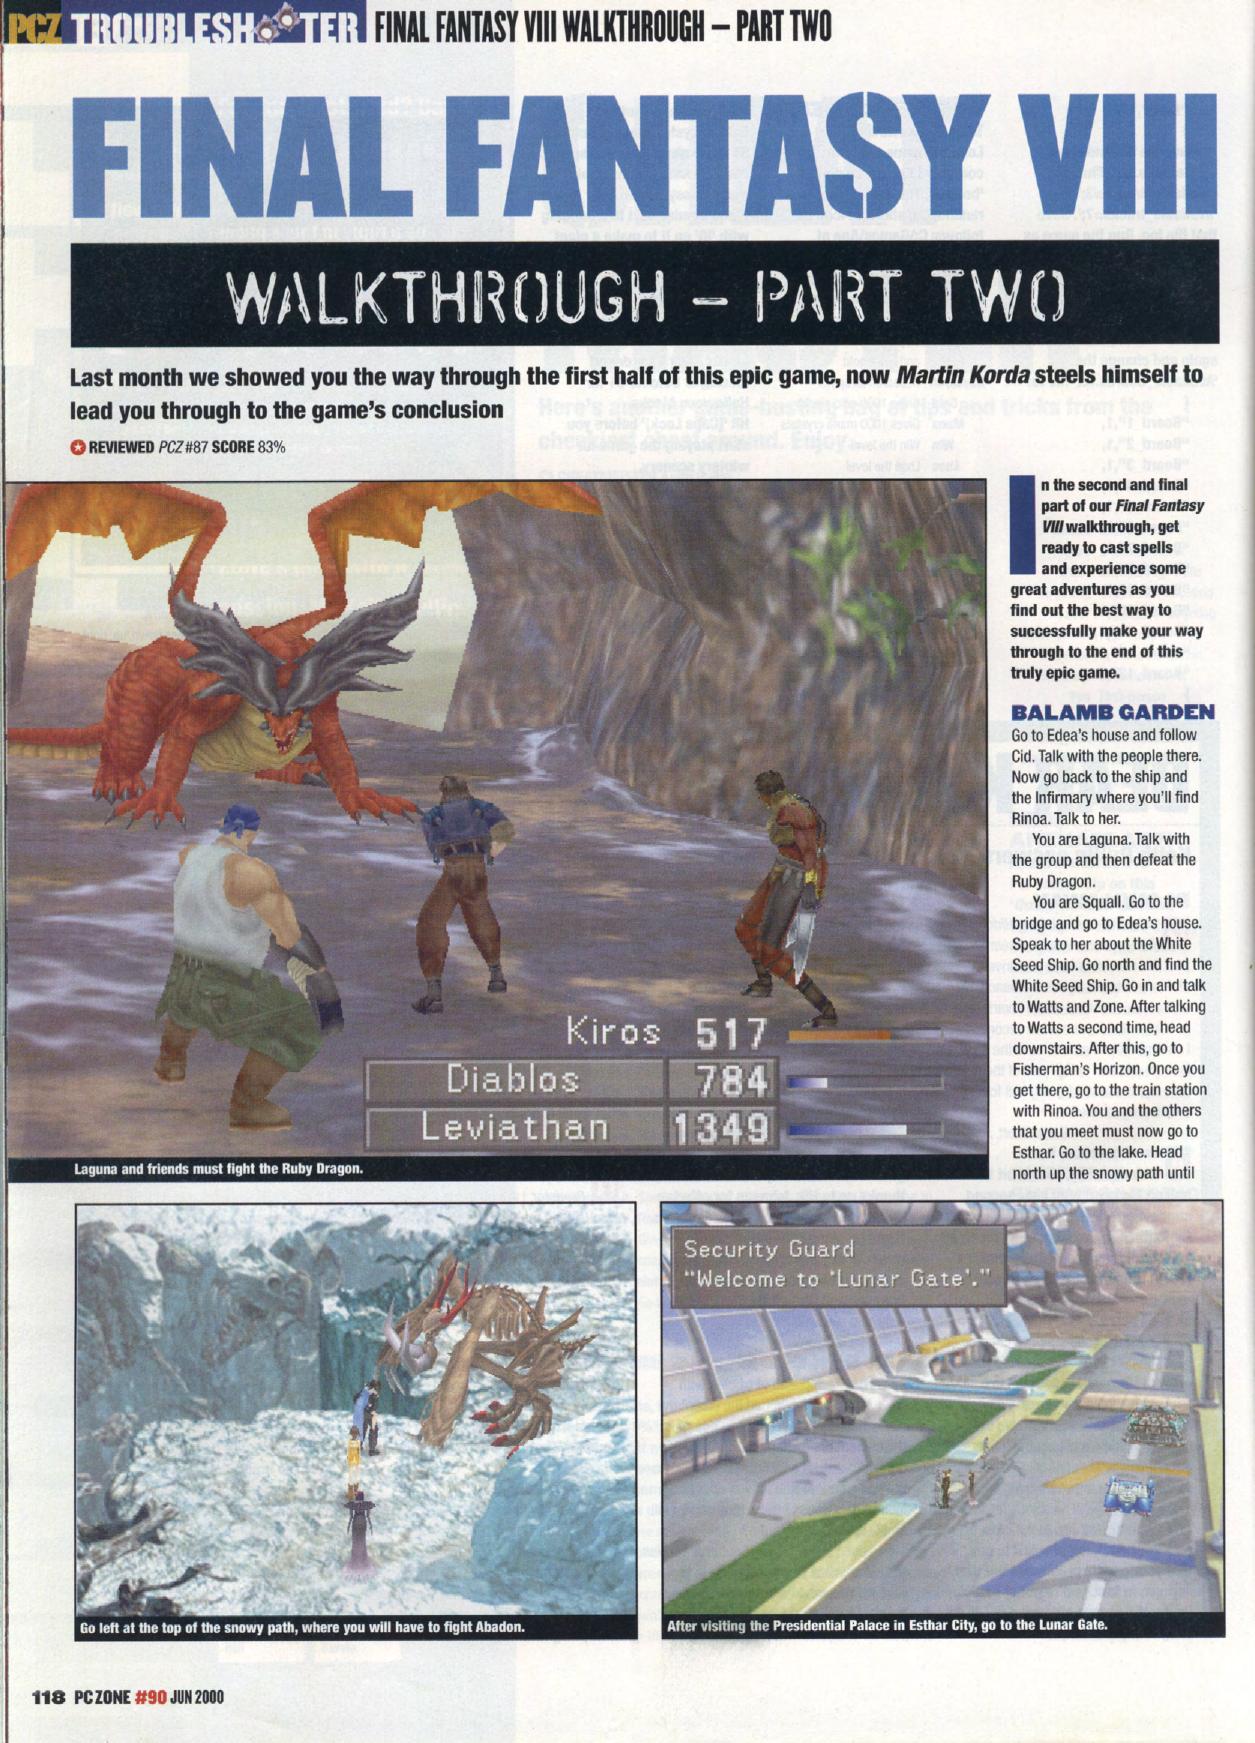 PCZ TROUBLESHOOTER FINAL FANTASY VIII WALKTHROUGH – PART TWO
FINAL FANTASY VIII
WALKTHROUGH – PART TWO
Last month we showed you the way through the first half of this epic game, now Martin Korda steels himself to
lead you through to the game's conclusion
REVIEWED PCZ #87 SCORE 83%
In the second and final
part of our Final Fantasy
VIII walkthrough, get
ready to cast spells
and experience some
great adventures as you
find out the best way to
successfully make your way
through to the end of this
truly epic game.
BALAMB GARDEN
Go to Edea's house and follow
Cid. Talk with the people there.
Now go back to the ship and
the Infirmary where you'll find
Rinoa. Talk to her.
You are Laguna. Talk with
the group and then defeat the
Ruby Dragon.
You are Squall. Go to the
bridge and go to Edea's house.
Speak to her about the White
Seed Ship. Go north and find the
White Seed Ship. Go in and talk
to Watts and Zone. After talking
to Watts a second time, head
downstairs. After this, go to
Fisherman's Horizon. Once you
get there, go to the train station
with Rinoa. You and the others
that you meet must now go to
Esthar. Go to the lake. Head
north up the snowy path until
Kiros 517
Diablos 784
Leviathan 1349
Laguna and friends must fight the Ruby Dragon.
Go left at the top of the snowy path, where you will have to fight Abadon.
Security Guard
"Welcome to 'Lunar Gate'."
After visiting the Presidential Palace in Esthar City, go to the Lunar Gate.
118 PC ZONE #90 JUN 2000